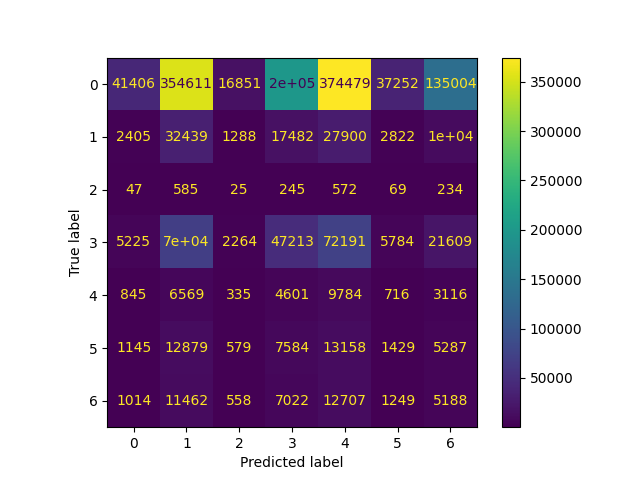 0 41406 354611 16851 2e+05 374479 37252 135004
1 2405 32439 1288 17482 27900 2822 1e+04
2 47 585 25 245 572 69 234
3 5225 7e+04 2264 47213 72191 5784 21609
4 845 6569 335 4601 9784 716 3116
5 1145 12879 579 7584 13158 1429 5287
6 1014 11462 558 7022 12707 1249 5188
0 1 2 3 4 5 6
Predicted label
True label
350000
300000
250000
200000
150000
100000
50000